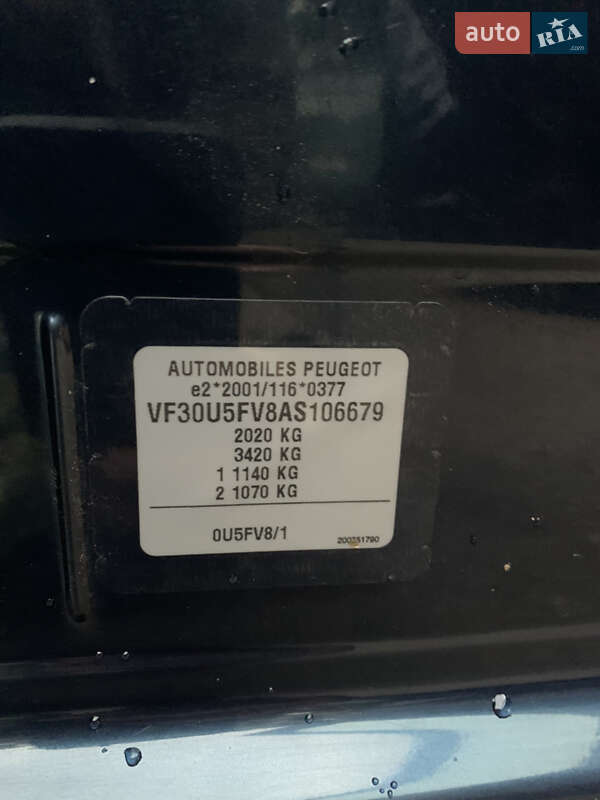 auto RIA
.com
AUTOMOBILES PEUGEOT
e2*2001/116*0377
VF30U5FV8AS106679
2020 KG
3420 KG
1 1140 KG
2 1070 KG
0U5FV8/1